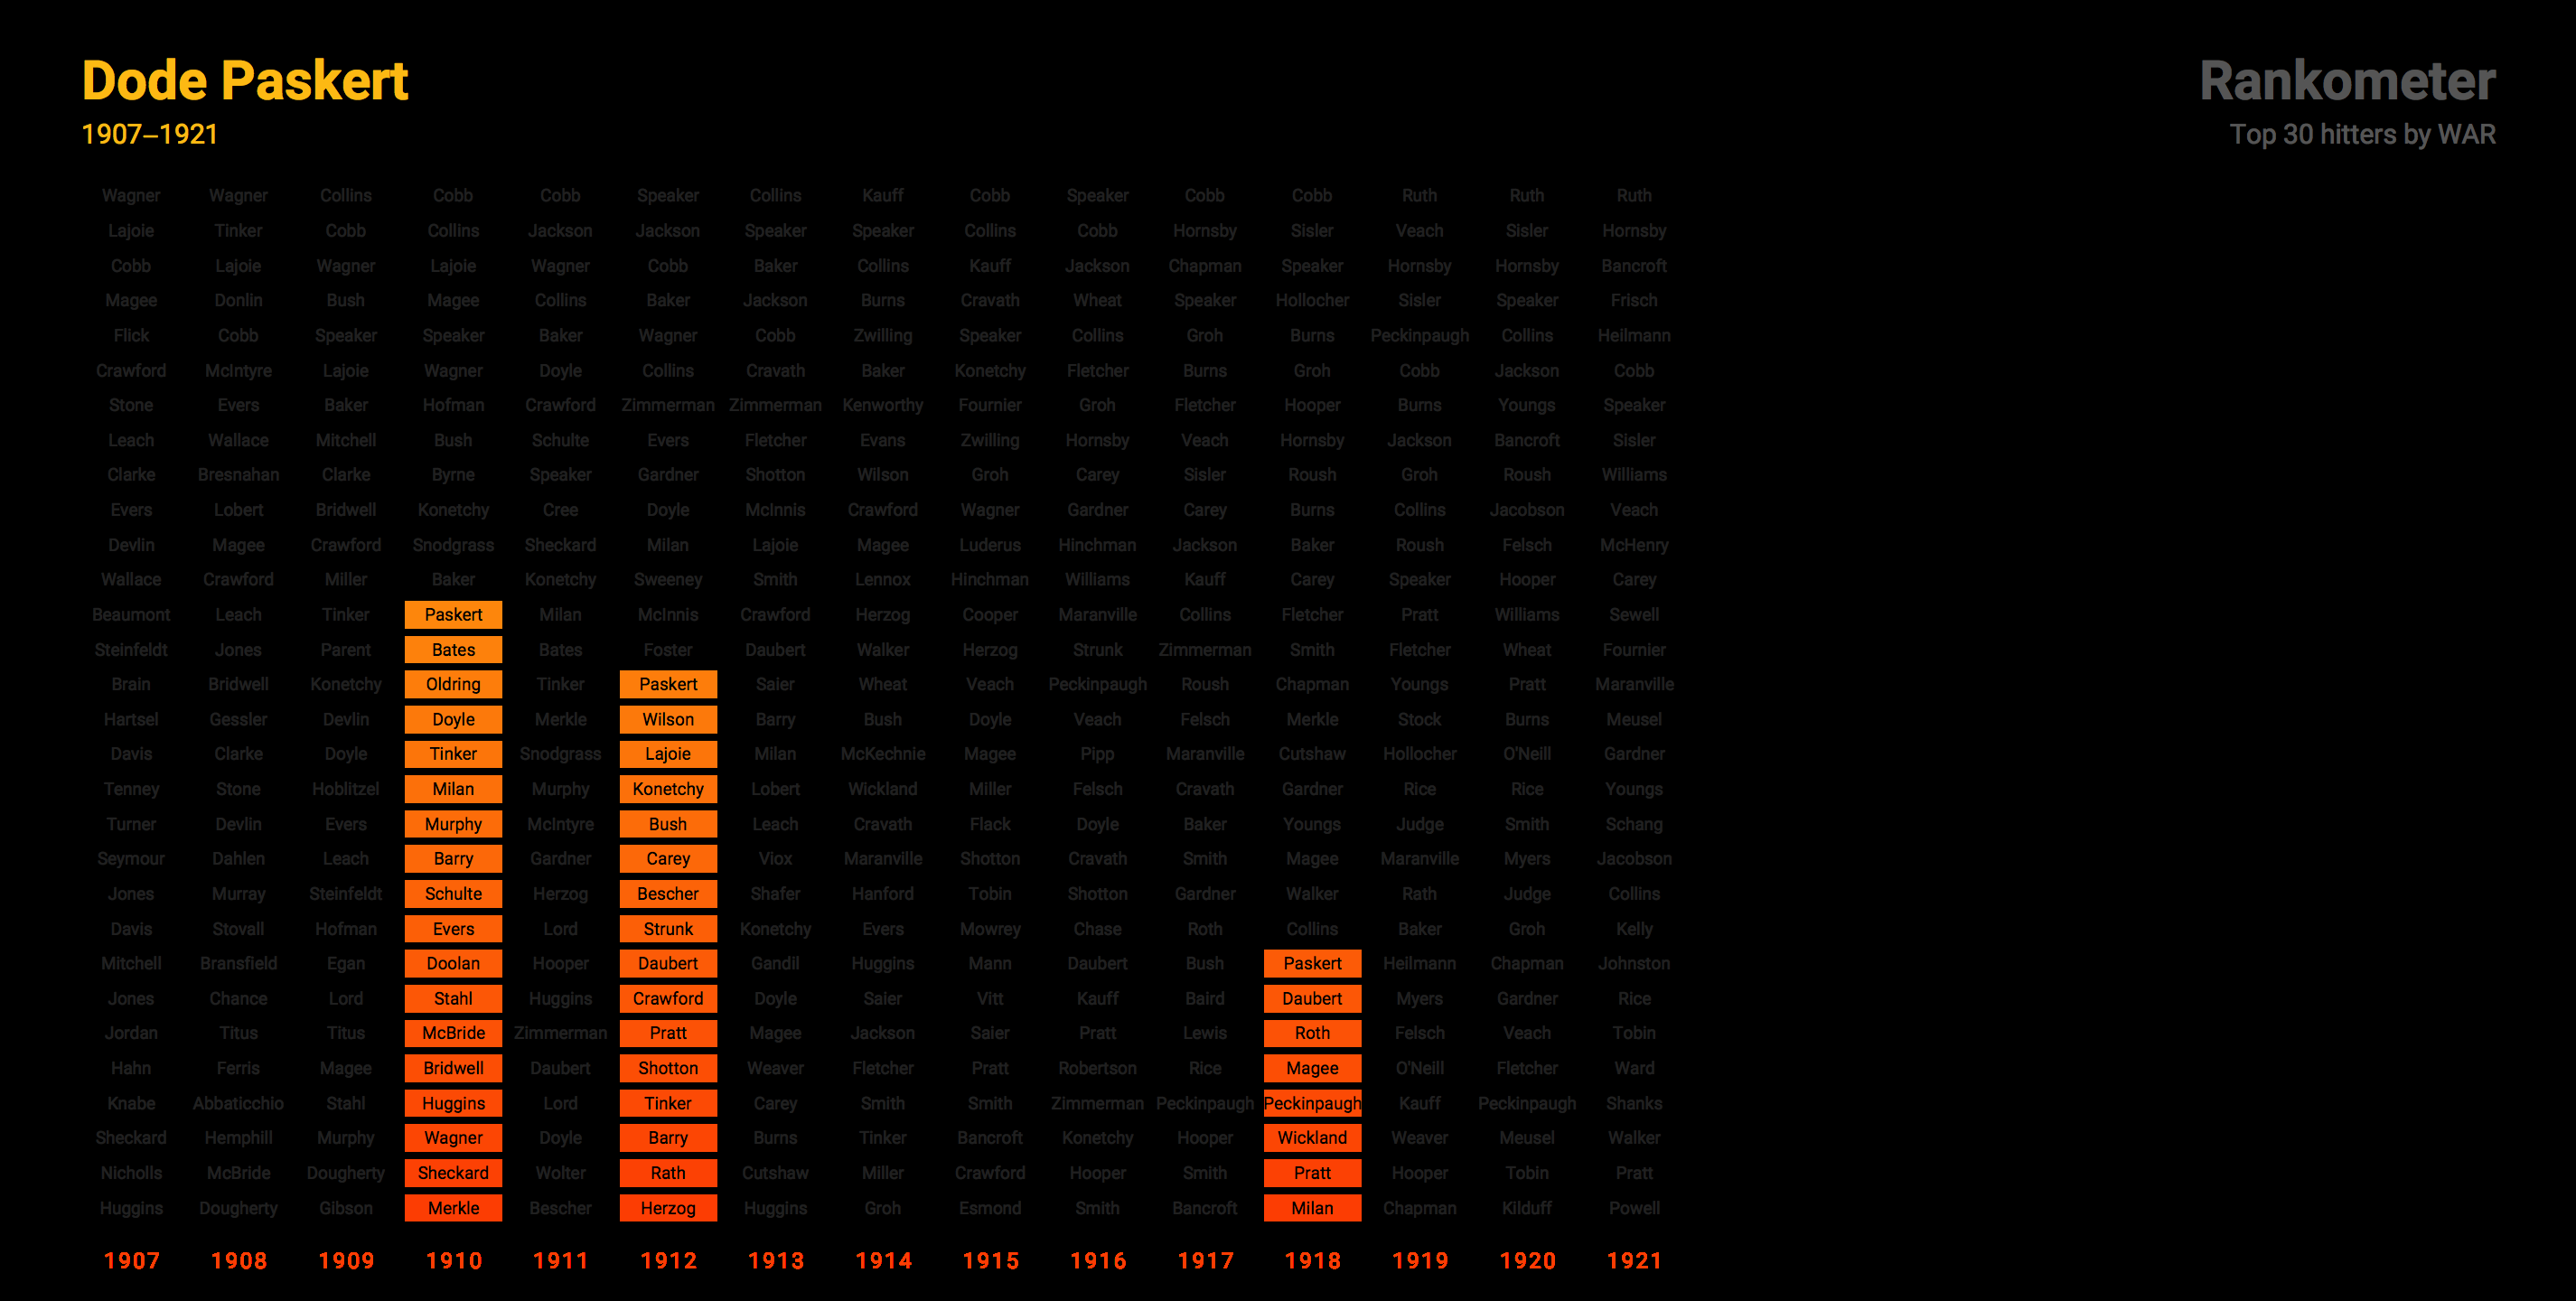 Dode Paskert
1907–1921
Rankometer
Top 30 hitters by WAR
Wagner Wagner Collins Cobb Cobb Speaker Collins Kauff Cobb Speaker Cobb Cobb Ruth Ruth Ruth
Lajoie Tinker Cobb Collins Jackson Jackson Speaker Speaker Collins Cobb Hornsby Sisler Veach Sisler Hornsby
Cobb Lajoie Wagner Lajoie Wagner Cobb Baker Collins Kauff Jackson Chapman Speaker Hornsby Hornsby Bancroft
Magee Donlin Bush Magee Collins Baker Jackson Burns Cravath Wheat Speaker Hollocher Sisler Speaker Frisch
Flick Cobb Speaker Speaker Baker Wagner Cobb Zwilling Speaker Collins Groh Burns Peckinpaugh Collins Heilmann
Crawford McIntyre Lajoie Wagner Doyle Collins Cravath Baker Konetchy Fletcher Burns Groh Cobb Jackson Cobb
Stone Evers Baker Hofman Crawford Zimmerman Zimmerman Kenworthy Fournier Groh Fletcher Hooper Burns Youngs Speaker
Leach Wallace Mitchell Bush Schulte Evers Fletcher Evans Zwilling Hornsby Veach Hornsby Jackson Bancroft Sisler
Clarke Bresnahan Clarke Byrne Speaker Gardner Shotton Wilson Groh Carey Sisler Roush Groh Roush Williams
Evers Lobert Bridwell Konetchy Cree Doyle McInnis Crawford Wagner Gardner Carey Burns Collins Jacobson Veach
Devlin Magee Crawford Snodgrass Sheckard Milan Lajoie Magee Luderus Hinchman Jackson Baker Roush Felsch McHenry
Wallace Crawford Miller Baker Konetchy Sweeney Smith Lennox Hinchman Williams Kauff Carey Speaker Hooper Carey
Beaumont Leach Tinker Paskert Milan McInnis Crawford Herzog Cooper Maranville Collins Fletcher Pratt Williams Sewell
Steinfeldt Jones Parent Bates Bates Foster Daubert Walker Herzog Strunk Zimmerman Smith Fletcher Wheat Fournier
Brain Bridwell Konetchy Oldring Tinker Paskert Saier Wheat Veach Peckinpaugh Roush Chapman Youngs Pratt Maranville
Hartsel Gessler Devlin Doyle Merkle Wilson Barry Bush Doyle Veach Felsch Merkle Stock Burns Meusel
Davis Clarke Doyle Tinker Snodgrass Lajoie Milan McKechnie Magee Pipp Maranville Cutshaw Hollocher O'Neill Gardner
Tenney Stone Hoblitzel Milan Murphy Konetchy Lobert Wickland Miller Felsch Cravath Gardner Rice Rice Youngs
Turner Devlin Evers Murphy McIntyre Bush Leach Cravath Flack Doyle Baker Youngs Judge Smith Schang
Seymour Dahlen Leach Barry Gardner Carey Viox Maranville Shotton Cravath Smith Magee Maranville Myers Jacobson
Jones Murray Steinfeldt Schulte Herzog Bescher Shafer Hanford Tobin Shotton Gardner Walker Rath Judge Collins
Davis Stovall Hofman Evers Lord Strunk Konetchy Evers Mowrey Chase Roth Collins Baker Groh Kelly
Mitchell Bransfield Egan Doolan Hooper Daubert Gandil Huggins Mann Daubert Bush Paskert Heilmann Chapman Johnston
Jones Chance Lord Stahl Huggins Crawford Doyle Saier Vitt Kauff Baird Daubert Myers Gardner Rice
Jordan Titus Titus McBride Zimmerman Pratt Magee Jackson Saier Pratt Lewis Roth Felsch Veach Tobin
Hahn Ferris Magee Bridwell Daubert Shotton Weaver Fletcher Pratt Robertson Rice Magee O'Neill Fletcher Ward
Knabe Abbaticchio Stahl Huggins Lord Tinker Carey Smith Smith Zimmerman Peckinpaugh Peckinpaugh Kauff Peckinpaugh Shanks
Sheckard Hemphill Murphy Wagner Doyle Barry Burns Tinker Bancroft Konetchy Hooper Wickland Weaver Meusel Walker
Nicholls McBride Dougherty Sheckard Wolter Rath Cutshaw Miller Crawford Hooper Smith Pratt Hooper Tobin Pratt
Huggins Dougherty Gibson Merkle Bescher Herzog Huggins Groh Esmond Smith Bancroft Milan Chapman Kilduff Powell
1907 1908 1909 1910 1911 1912 1913 1914 1915 1916 1917 1918 1919 1920 1921